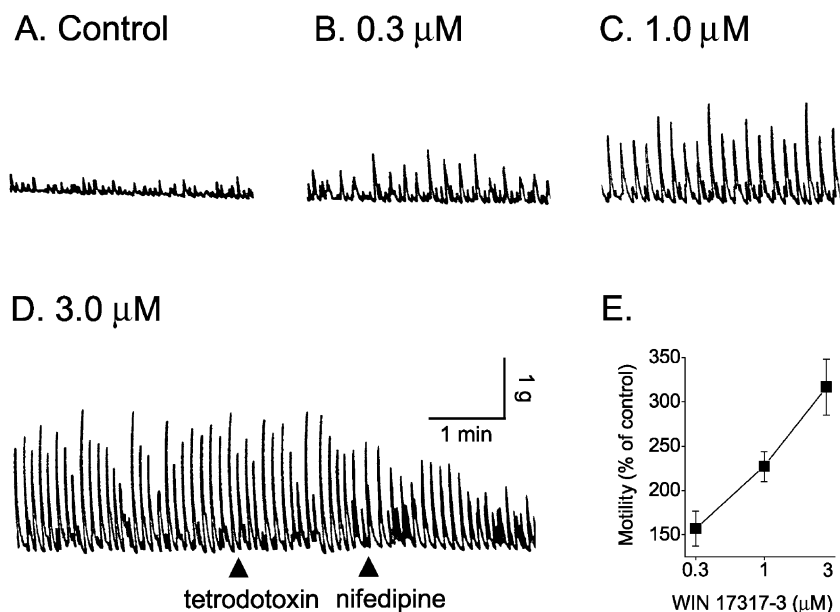 A. Control
B. 0.3 μM
C. 1.0 μM
D. 3.0 μM
1 g
1 min
tetrodotoxin nifedipine
E.
Motility (% of control)
350
300
250
200
150
0.3 1 3
WIN 17317-3 (μM)